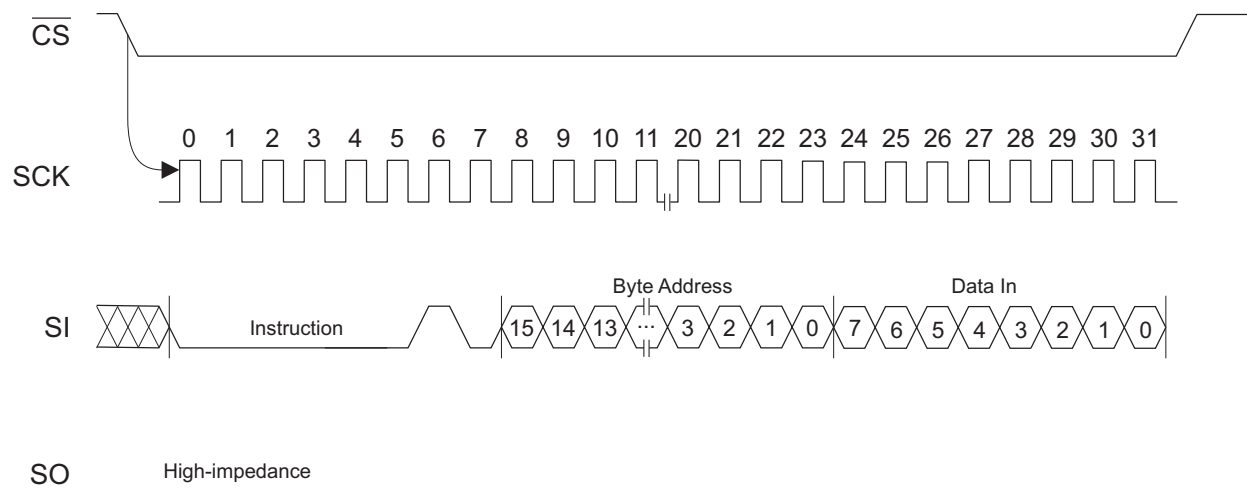 CS
0 1 2 3 4 5 6 7 8 9 10 11 20 21 22 23 24 25 26 27 28 29 30 31
SCK
Byte Address Data In
SI Instruction 15 14 13 ... 3 2 1 0 7 6 5 4 3 2 1 0
SO High-impedance